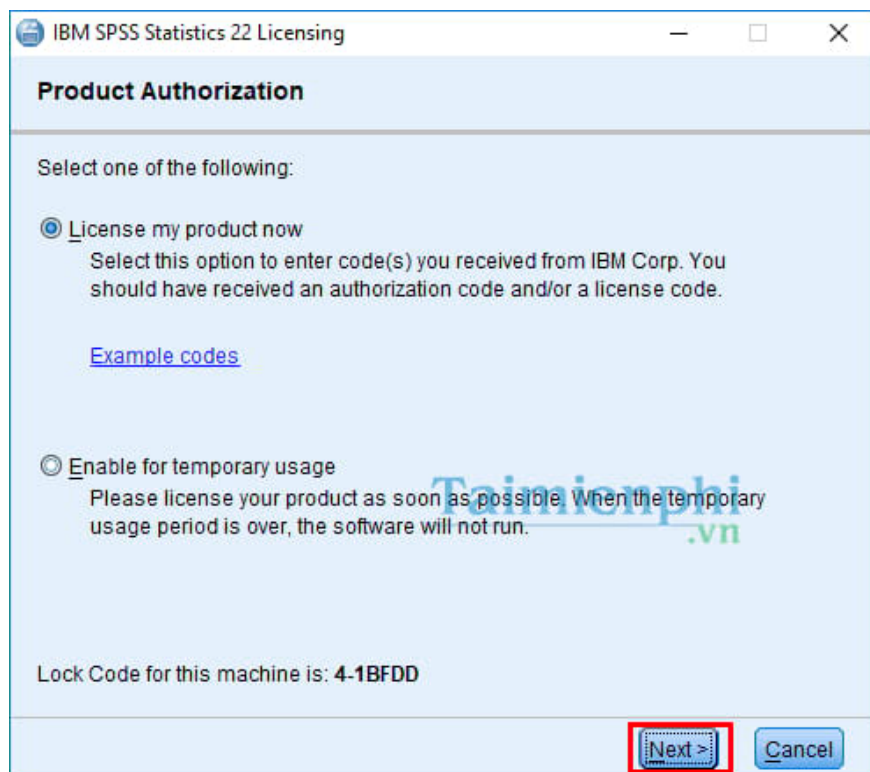 IBM SPSS Statistics 22 Licensing
Product Authorization
Select one of the following:
License my product now
Select this option to enter code(s) you received from IBM Corp. You
should have received an authorization code and/or a license code.
Example codes
Enable for temporary usage
Please license your product as soon as possible. When the temporary
usage period is over, the software will not run.
Taimienphi
.vn
Lock Code for this machine is: 4-1BFDD
Next >
Cancel